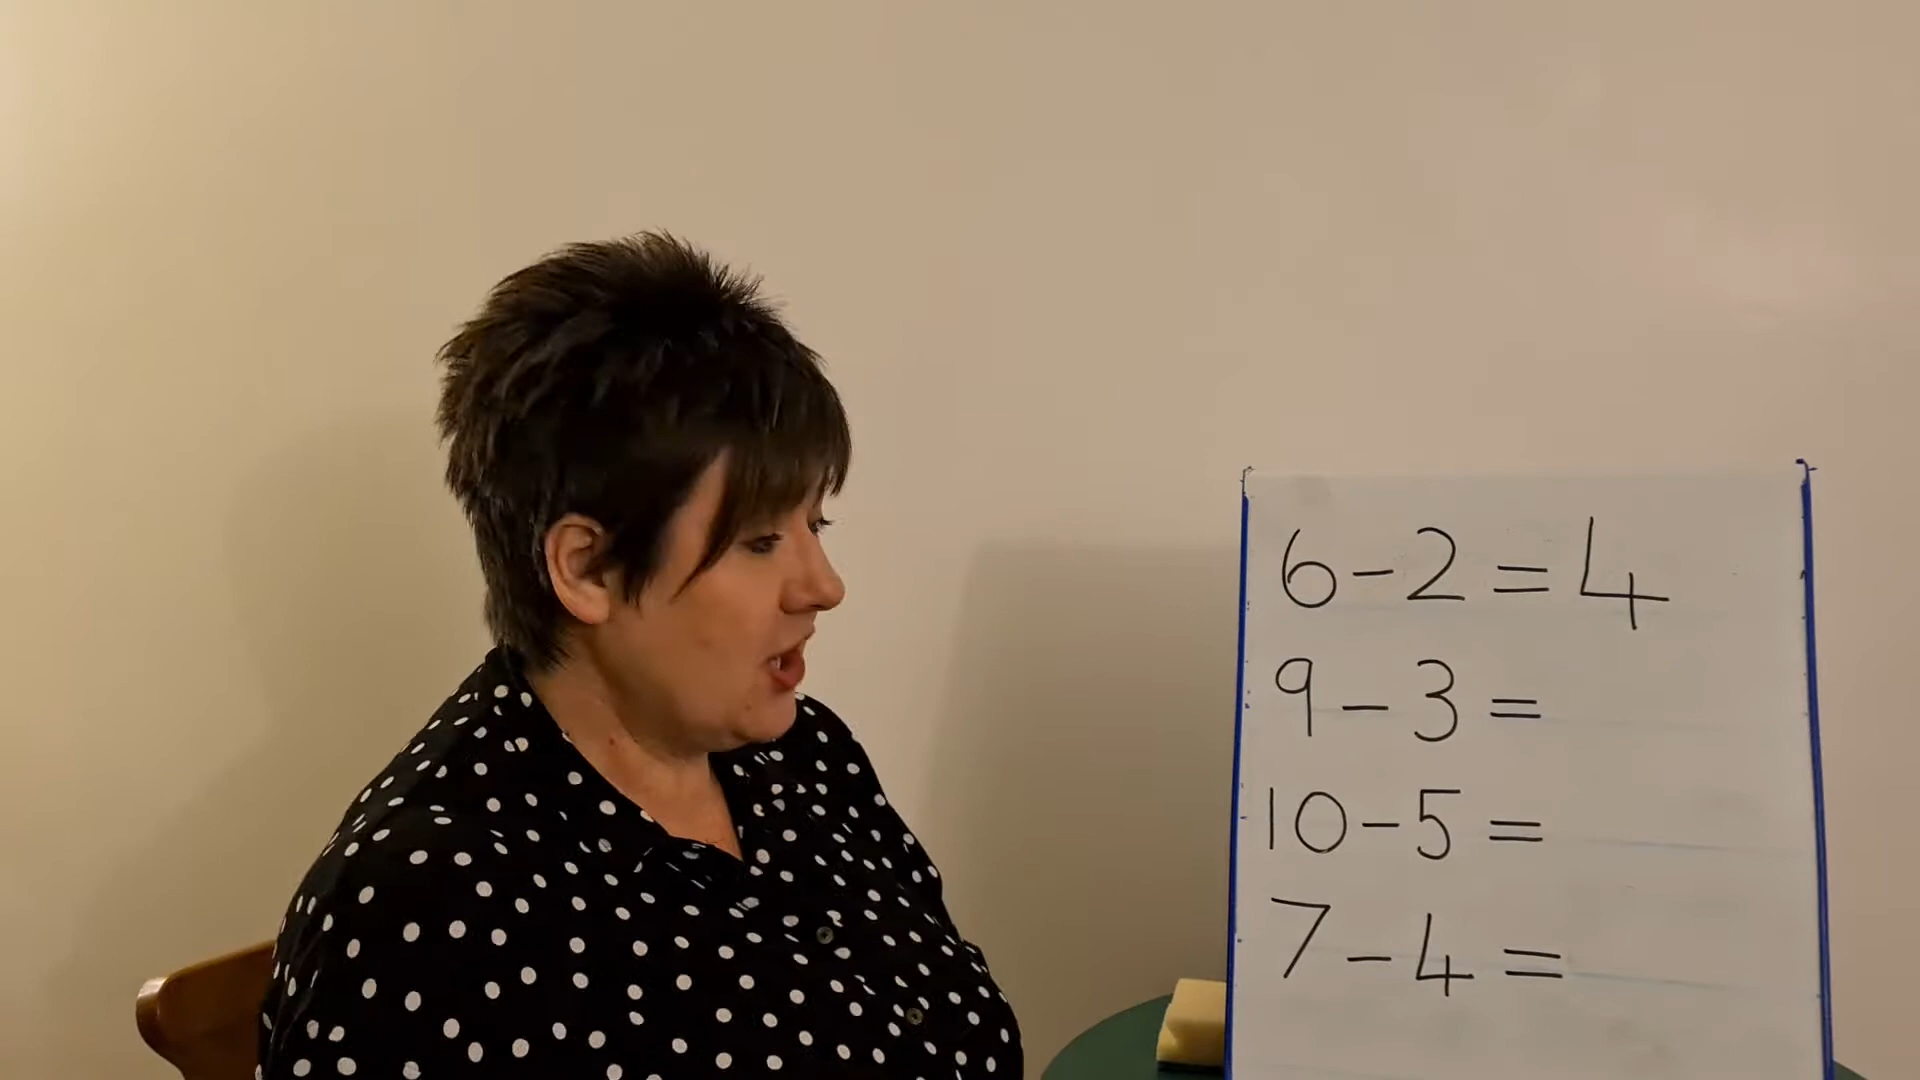 6-2=4
9-3=
10-5=
7-4=